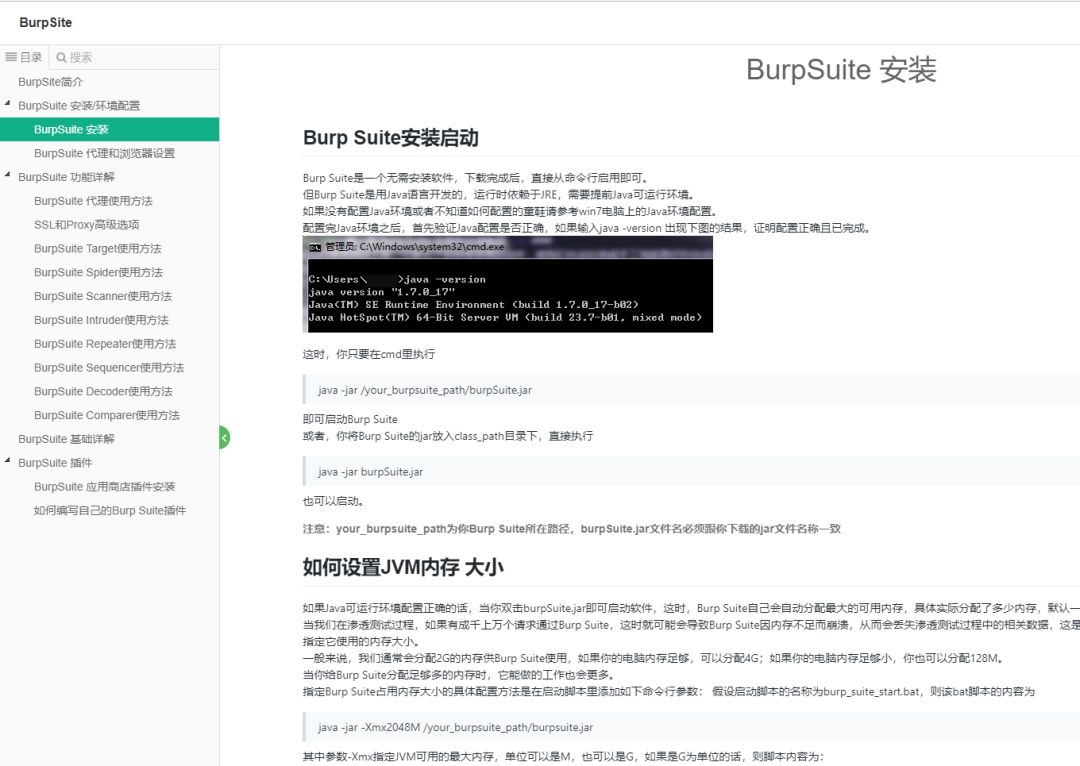 BurpSite
目录
搜索
BurpSite简介
BurpSuite 安装/环境配置
BurpSuite 安装
BurpSuite 代理和浏览器设置
BurpSuite 功能详解
BurpSuite 代理使用方法
SSL和Proxy高级选项
BurpSuite Target使用方法
BurpSuite Spider使用方法
BurpSuite Scanner使用方法
BurpSuite Intruder使用方法
BurpSuite Repeater使用方法
BurpSuite Sequencer使用方法
BurpSuite Decoder使用方法
BurpSuite Comparer使用方法
BurpSuite 基础详解
BurpSuite 插件
BurpSuite 应用商店插件安装
如何编写自己的Burp Suite插件
BurpSuite 安装
Burp Suite安装启动
Burp Suite是一个无需安装软件，下载完成后，直接从命令行启用即可。
但Burp Suite是用Java语言开发的，运行时依赖于JRE，需要提前Java可运行环境。
如果没有配置Java环境或者不知道如何配置的童鞋请参考win7电脑上的Java环境配置。
配置完Java环境之后，首先验证Java配置是否正确，如果输入java -version 出现下图的结果，证明配置正确且已完成。
管理员: C:\Windows\system32\cmd.exe
C:\Users\ >java -version
java version "1.7.0_17"
Java(TM) SE Runtime Environment (build 1.7.0_17-b02)
Java HotSpot(TM) 64-Bit Server VM (build 23.7-b01, mixed mode)
这时，你只要在cmd里执行
java -jar /your_burpsuite_path/burpSuite.jar
即可启动Burp Suite
或者，你将Burp Suite的jar放入class_path目录下，直接执行
java -jar burpSuite.jar
也可以启动。
注意：your_burpsuite_path为你Burp Suite所在路径，burpSuite.jar文件名必须跟你下载的jar文件名称一致
如何设置JVM内存 大小
如果Java可运行环境配置正确的话，当你双击burpSuite.jar即可启动软件，这时，Burp Suite自己会自动分配最大的可用内存，具体实际分配了多少内存，默认一
当我们在渗透测试过程，如果有成千上万个请求通过Burp Suite，这时就可能会导致Burp Suite因内存不足而崩溃，从而会丢失渗透测试过程中的相关数据，这是
指定它使用的内存大小。
一般来说，我们通常会分配2G的内存供Burp Suite使用，如果你的电脑内存足够，可以分配4G；如果你的电脑内存足够小，你也可以分配128M。
当你给Burp Suite分配足够多的内存时，它能做的工作也会更多。
指定Burp Suite占用内存大小的具体配置方法是在启动脚本里添加如下命令行参数： 假设启动脚本的名称为burp_suite_start.bat，则该bat脚本的内容为
java -jar -Xmx2048M /your_burpsuite_path/burpsuite.jar
其中参数-Xmx指定JVM可用的最大内存，单位可以是M，也可以是G，如果是G为单位的话，则脚本内容为：